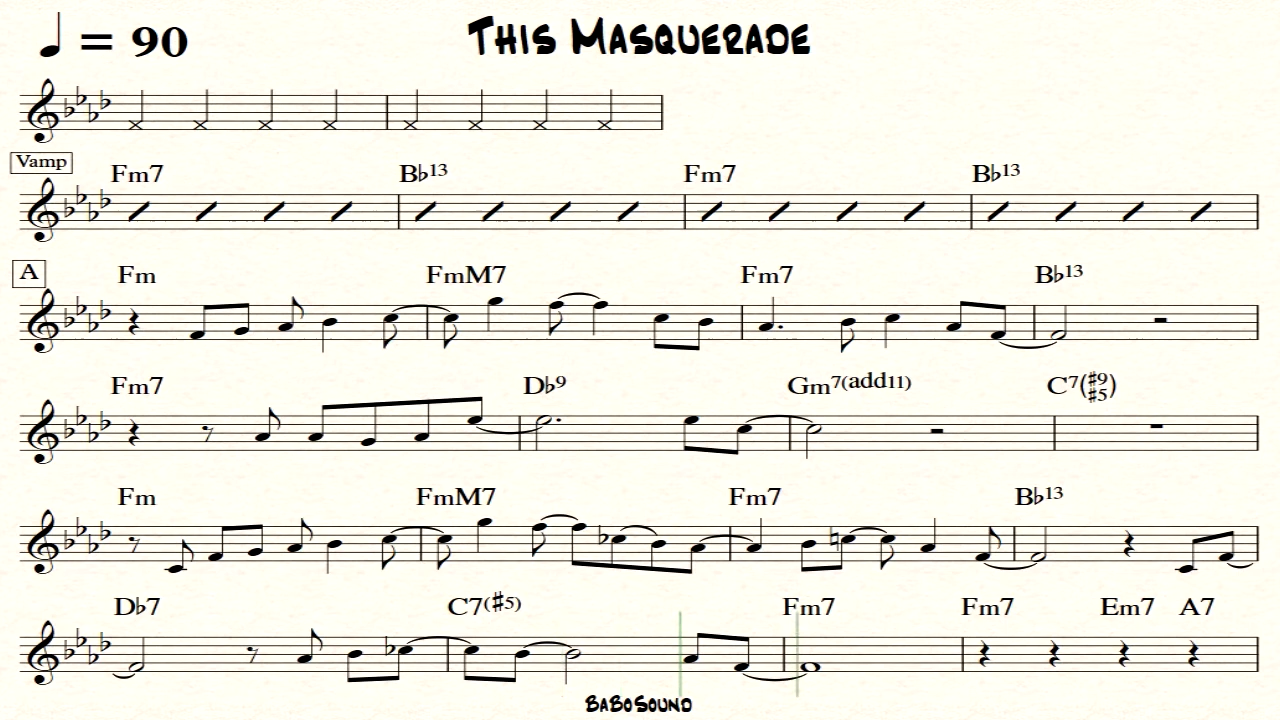 ♩ = 90 THIS MASQUERADE
Vamp Fm7 B♭13 Fm7 B♭13
A Fm FmM7 Fm7 B♭13
Fm7 D♭9 Gm7(add11) C7(♯9♯5)
Fm FmM7 Fm7 B♭13
D♭7 C7(♯5) Fm7 Fm7 Em7 A7
BABOSOUND